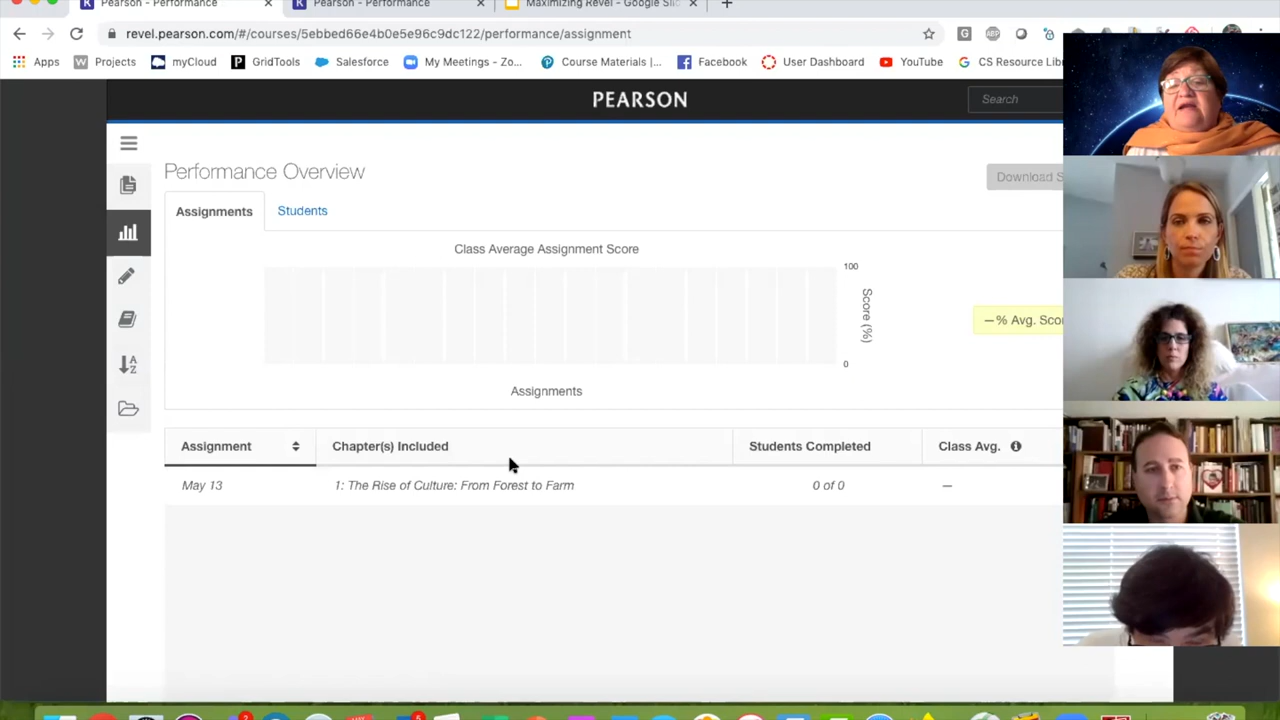 Pearson - Performance × Pearson - Performance × Maximizing Revel - Google Slid × +
revel.pearson.com/#/courses/5ebbed66e4b0e5e96c9dc122/performance/assignment
Apps Projects myCloud GridTools Salesforce My Meetings - Zo... Course Materials |... Facebook User Dashboard YouTube CS Resource Lib
PEARSON
Search
Performance Overview
Download S
Assignments Students
Class Average Assignment Score
100
Score (%)
— % Avg. Scor
0
Assignments
Assignment Chapter(s) Included Students Completed Class Avg.
May 13 1: The Rise of Culture: From Forest to Farm 0 of 0 —